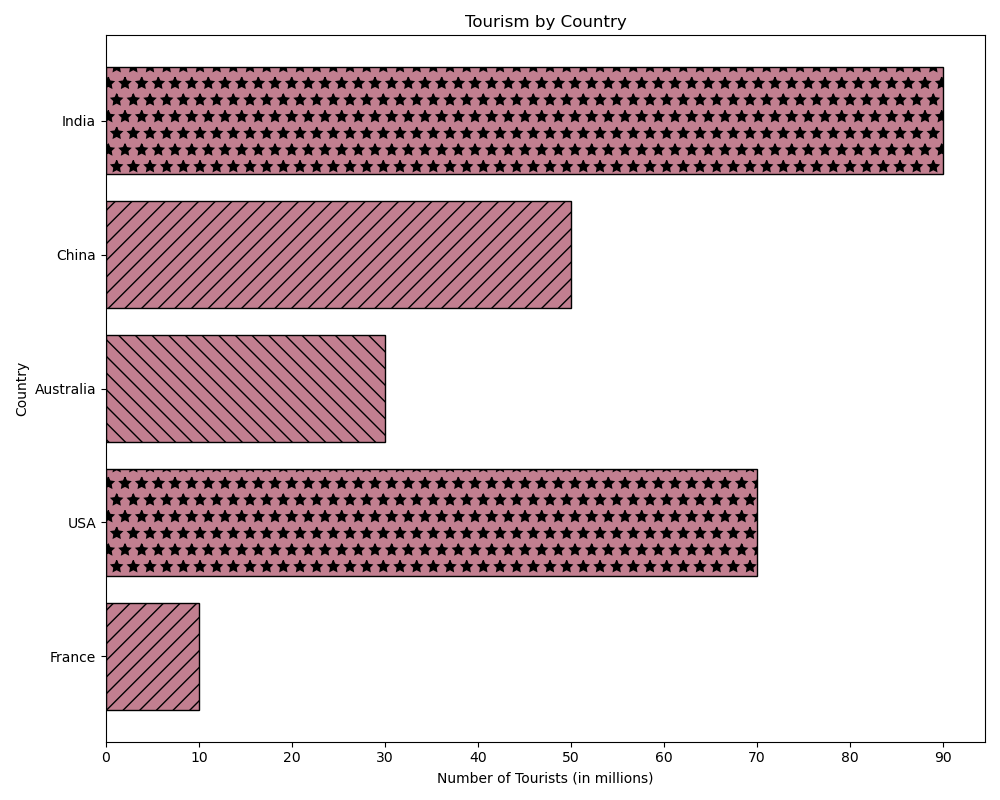 Tourism by Country
India
China
Australia
USA
France
Country
0 10 20 30 40 50 60 70 80 90
Number of Tourists (in millions)